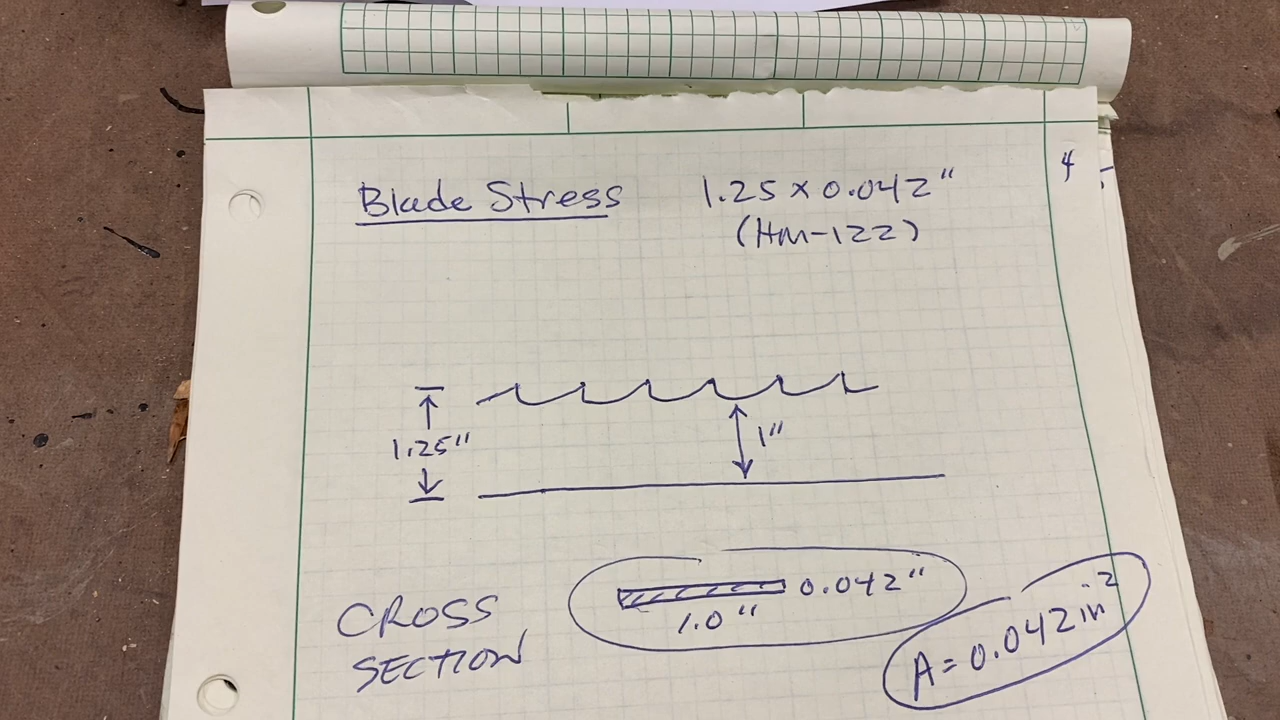 4
Blade Stress 1.25 x 0.042"
(HM-122)
1.25"
1"
0.042"
1.0"
CROSS
SECTION
A = 0.042 in²